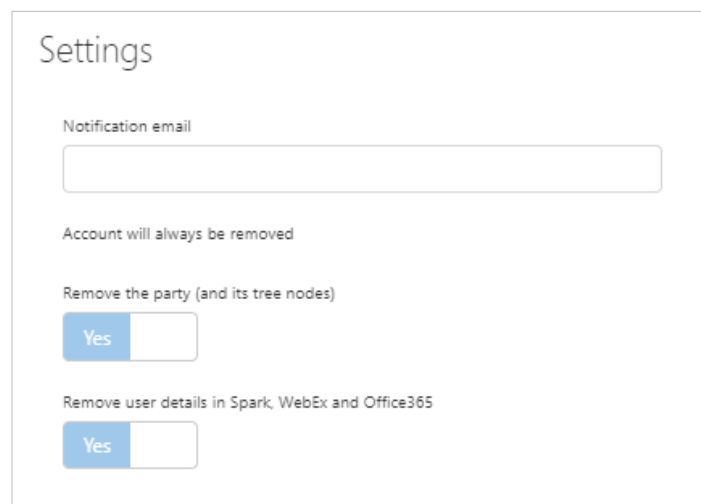 Settings
Notification email
Account will always be removed
Remove the party (and its tree nodes)
Yes
Remove user details in Spark, WebEx and Office365
Yes